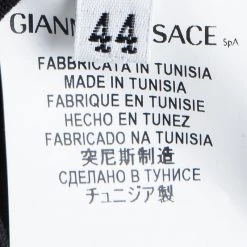 GIANN SACE SpA
44
FABBRICATA IN TUNISIA
MADE IN TUNISIA
FABRIQUE EN TUNISIE
HECHO EN TUNEZ
FABRICADO NA TUNISIA
突尼斯制造
СДЕЛАНО В ТУНИСЕ
チュニジア製